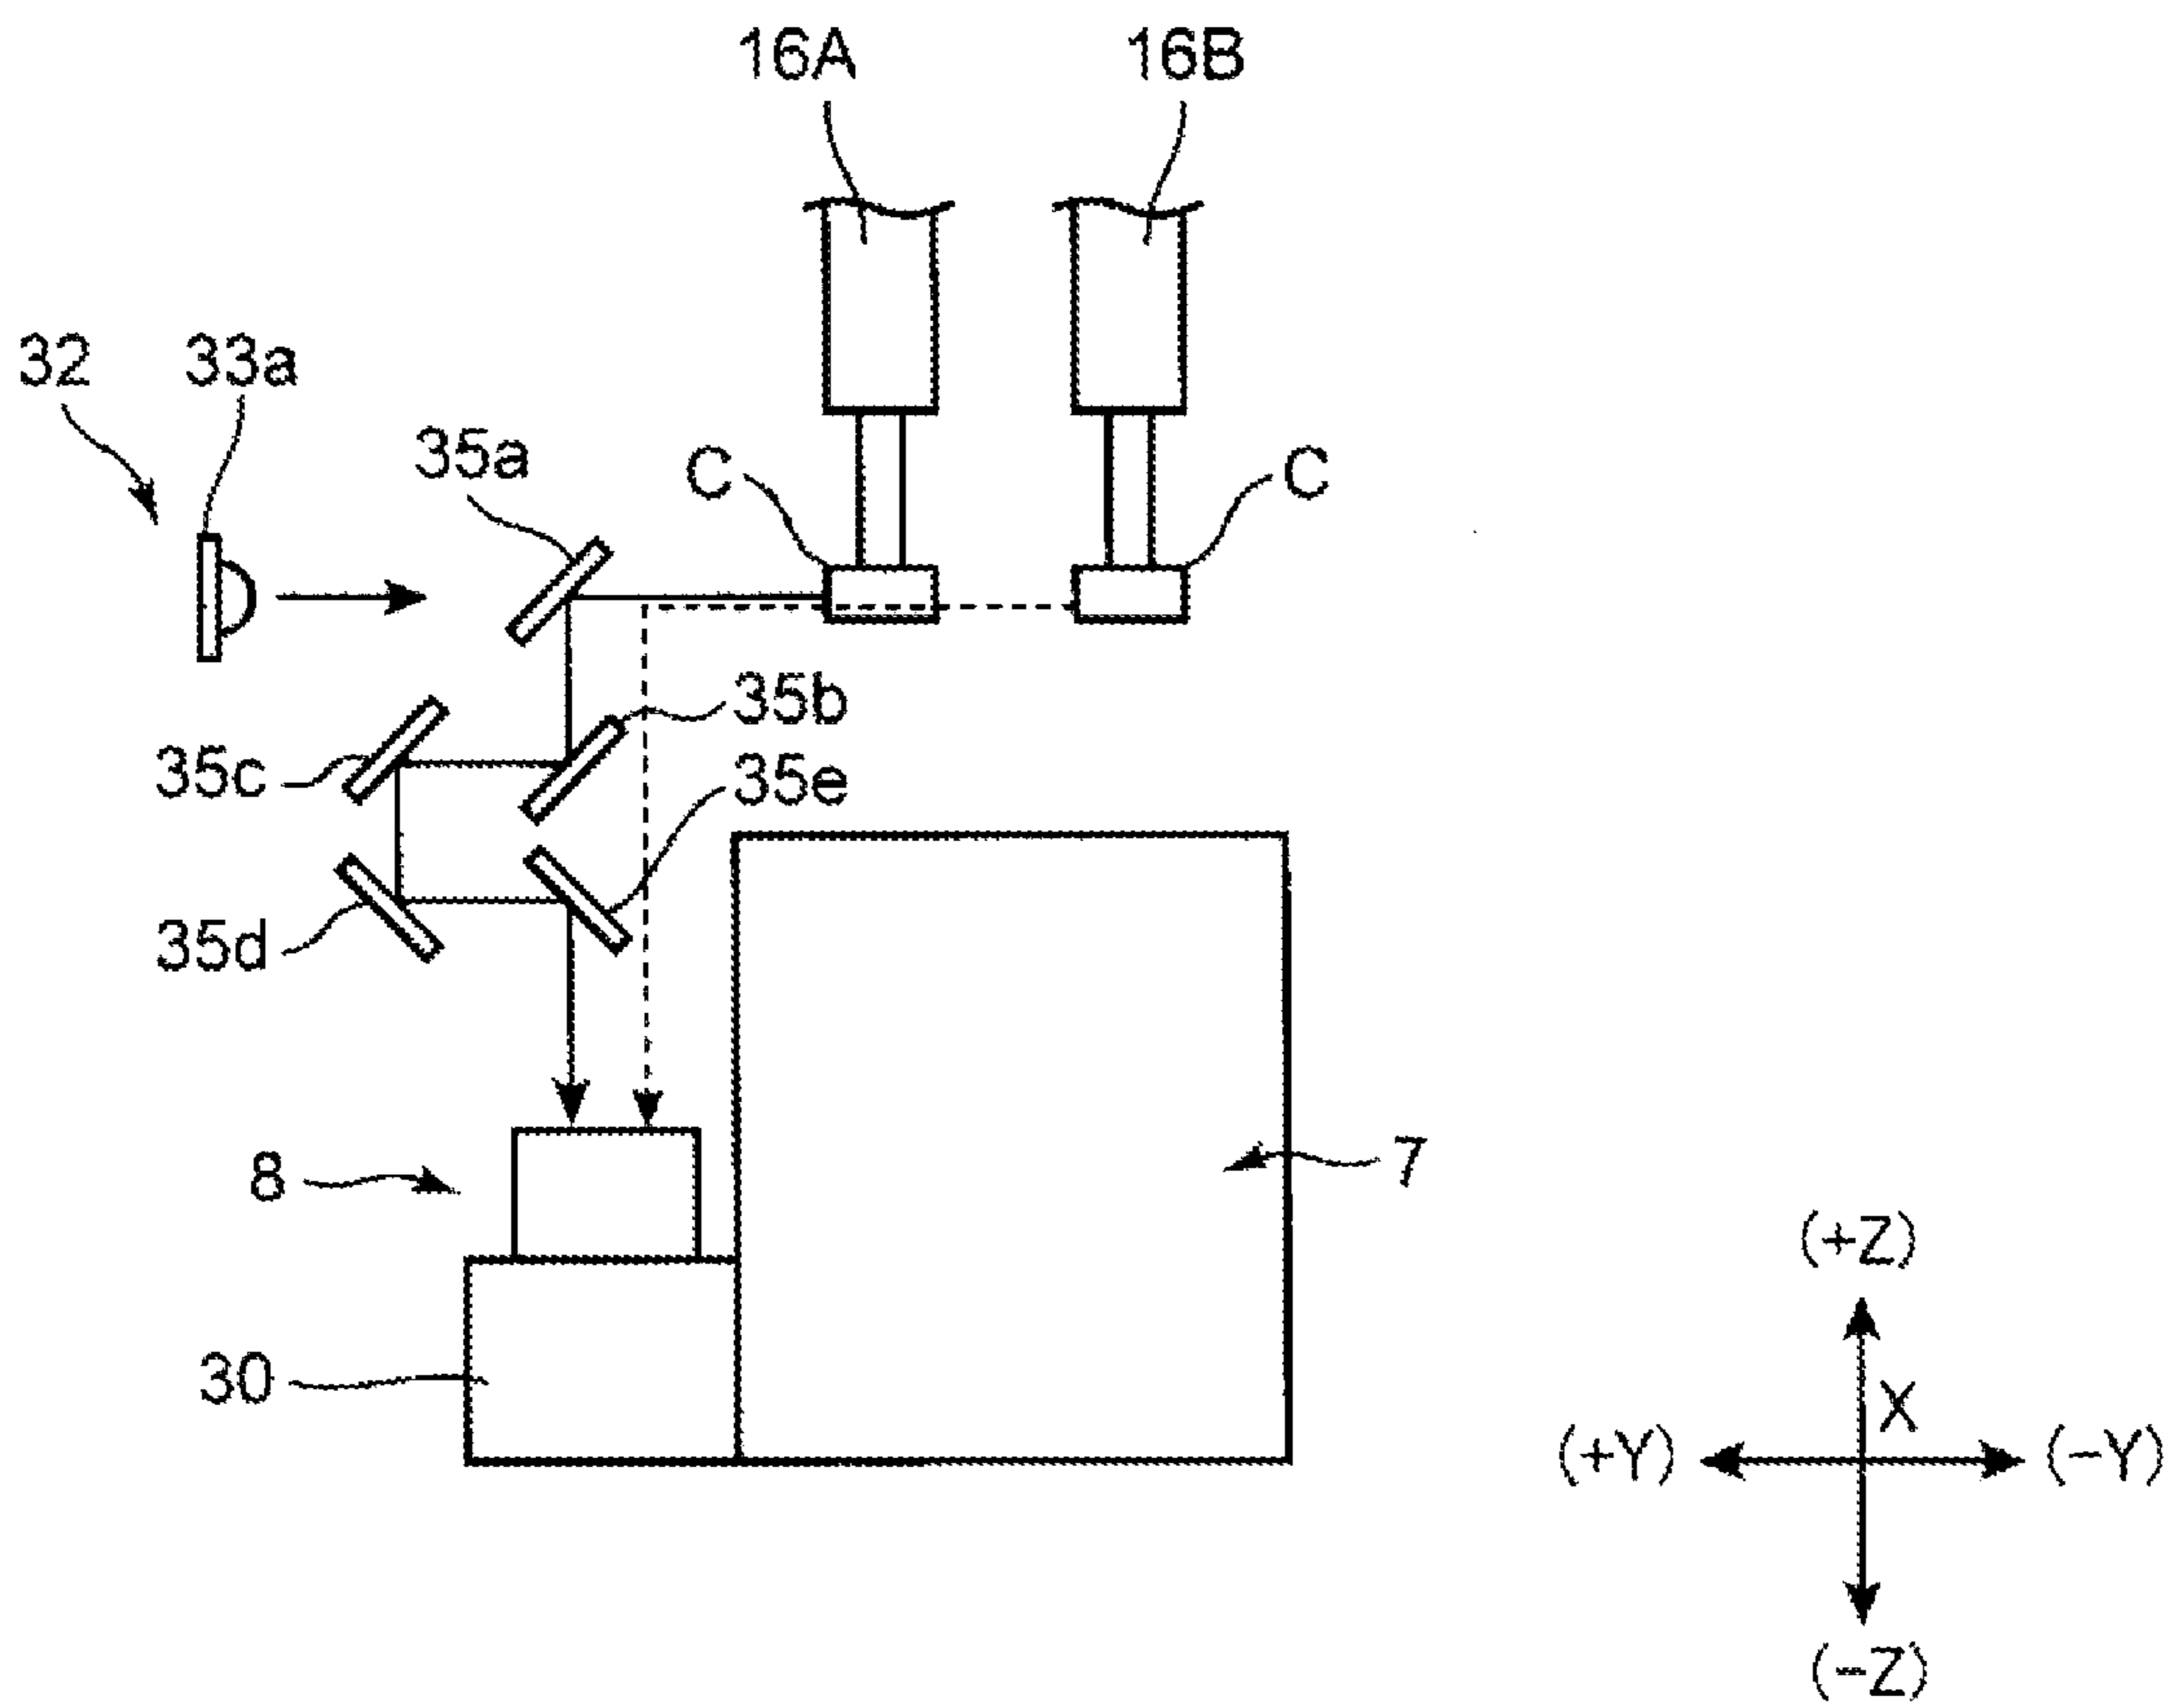 16A 16B
32 33a
35a C C
35b
35c 35e
35d
8 7
(+Z)
30 X
(+Y) (-Y)
(-Z)